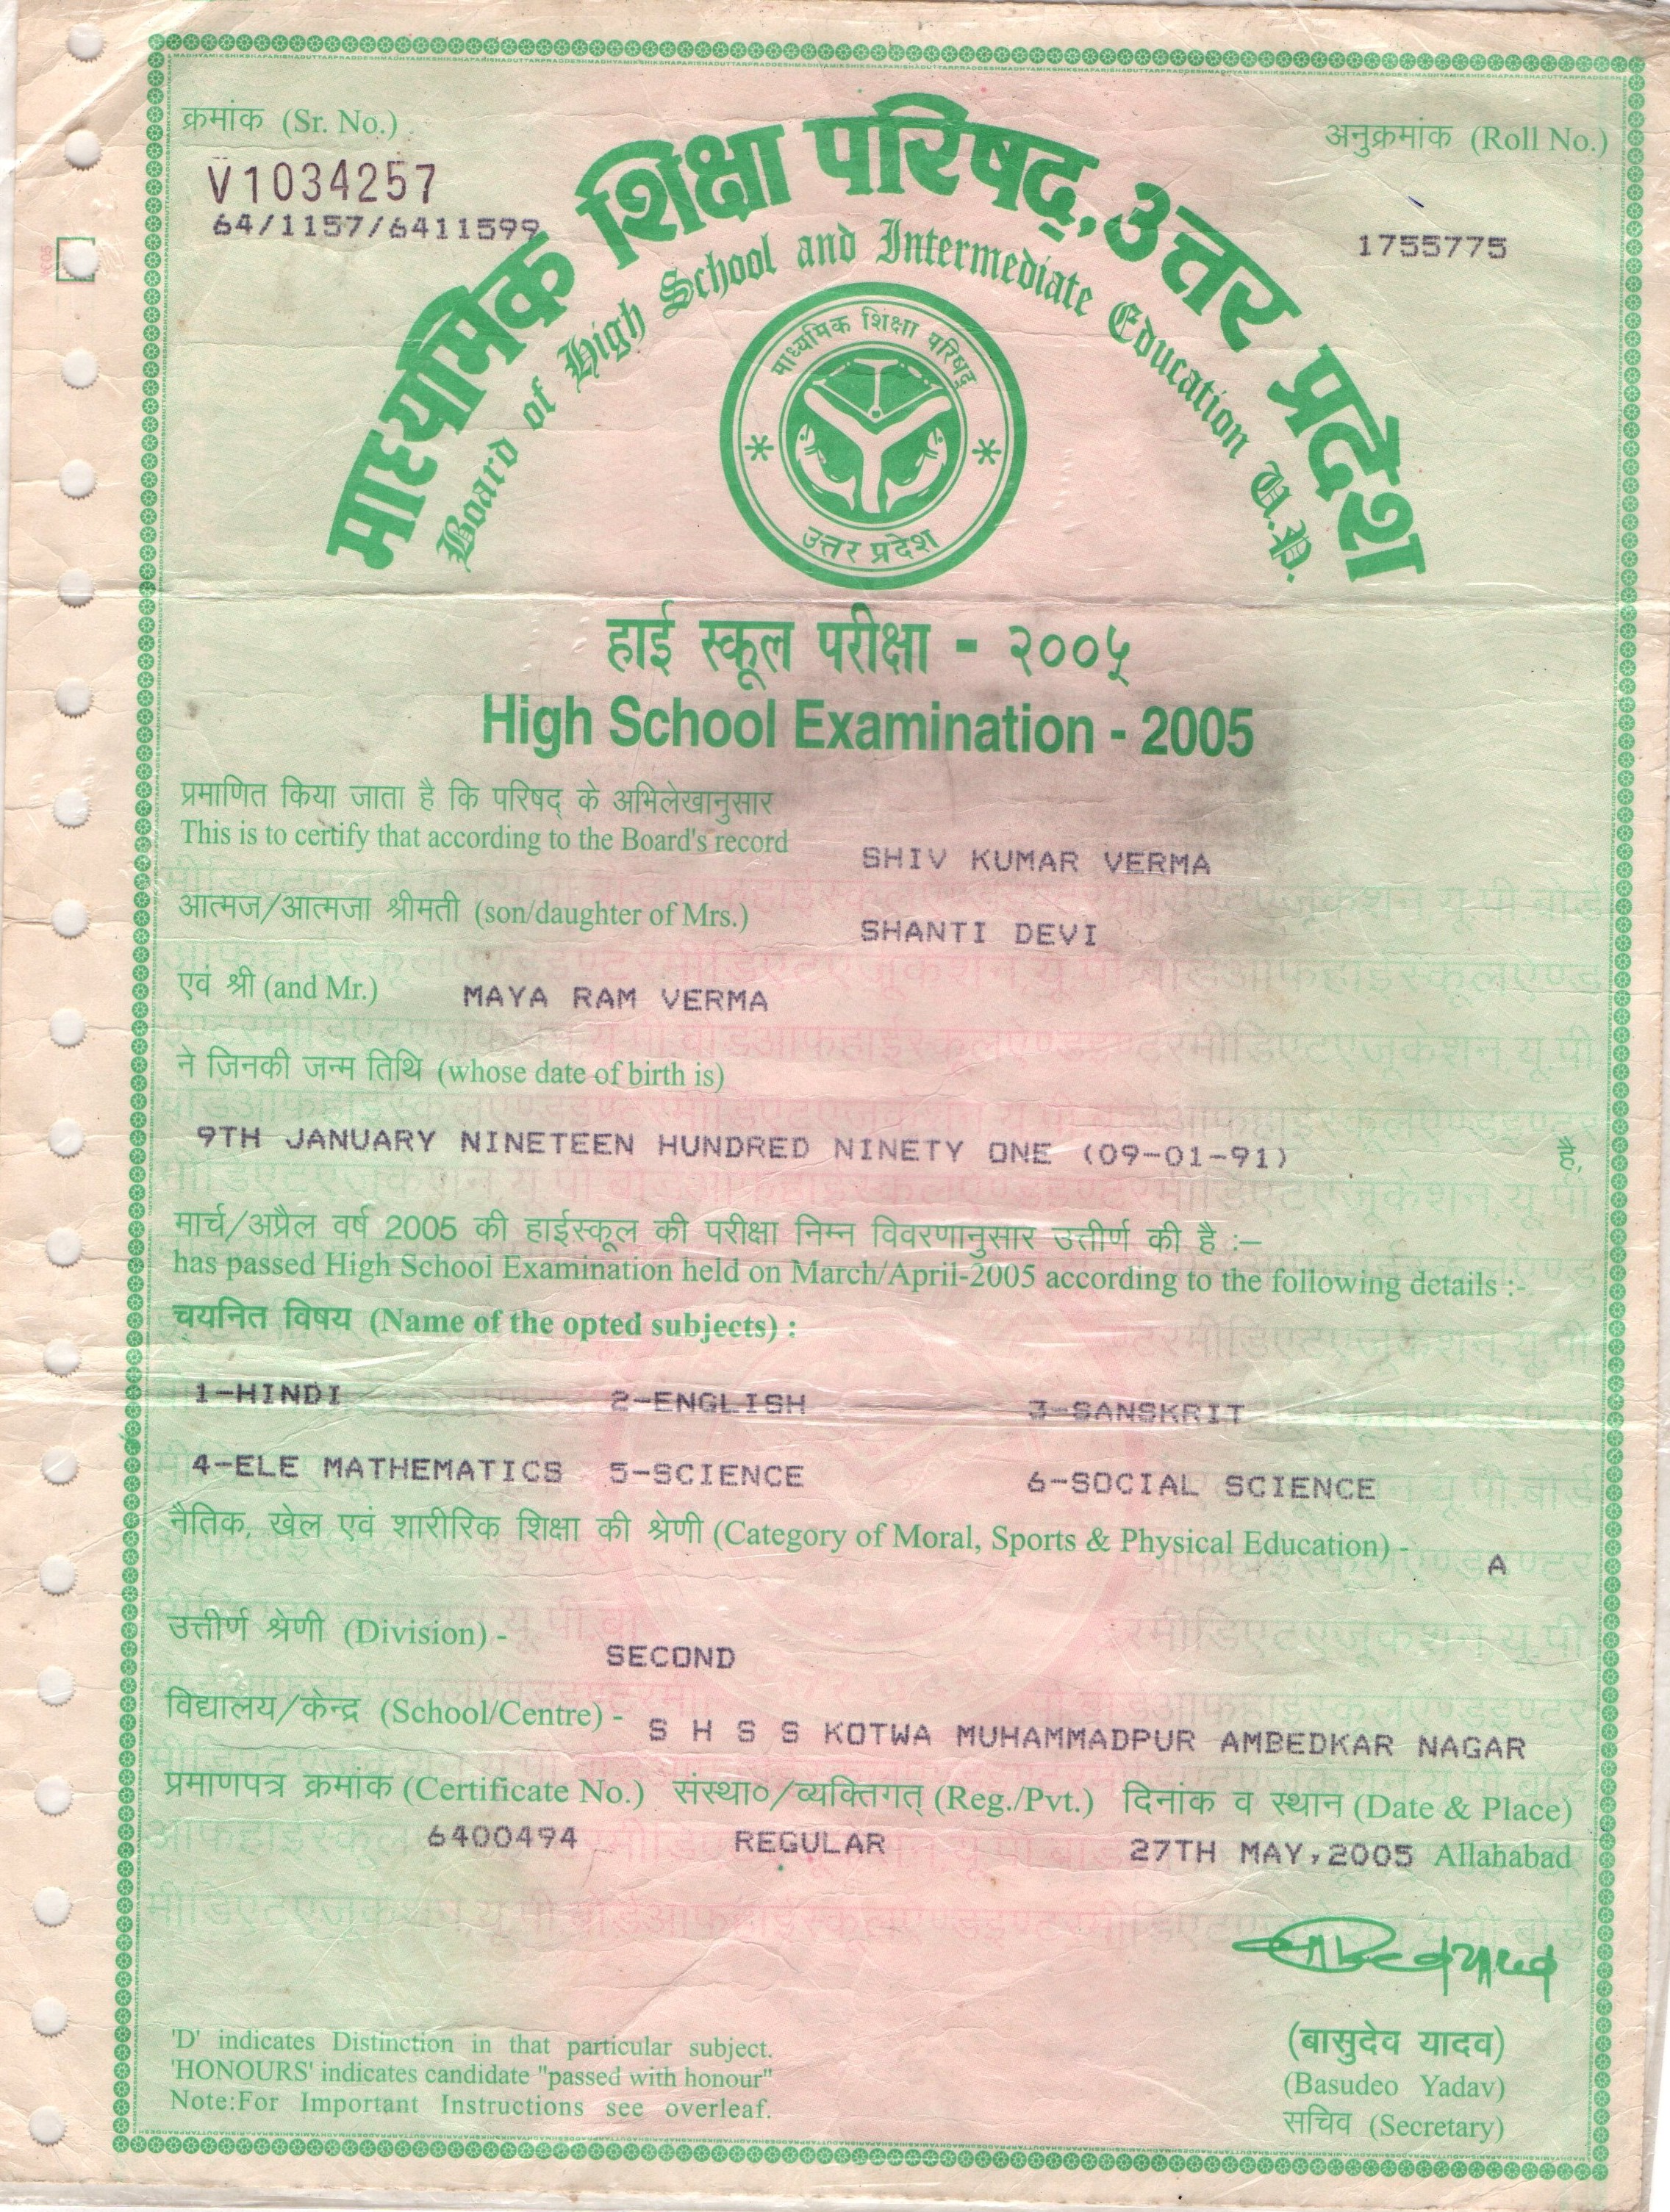 क्रमांक (Sr. No.)
अनुक्रमांक (Roll No.)
V1034257
64/1157/6411599
1755775
माध्यमिक शिक्षा परिषद्, उत्तर प्रदेश
Board of High School and Intermediate Education U.P.
माध्यमिक शिक्षा परिषद्
उत्तर प्रदेश
हाई स्कूल परीक्षा - २००५
High School Examination - 2005
प्रमाणित किया जाता है कि परिषद् के अभिलेखानुसार
This is to certify that according to the Board's record SHIV KUMAR VERMA
आत्मज/आत्मजा श्रीमती (son/daughter of Mrs.) SHANTI DEVI
एवं श्री (and Mr.) MAYA RAM VERMA
ने जिनकी जन्म तिथि (whose date of birth is)
9TH JANUARY NINETEEN HUNDRED NINETY ONE (09-01-91) है,
मार्च/अप्रैल वर्ष 2005 की हाईस्कूल की परीक्षा निम्न विवरणानुसार उत्तीर्ण की है :–
has passed High School Examination held on March/April-2005 according to the following details :-
चयनित विषय (Name of the opted subjects) :
1-HINDI 2-ENGLISH 3-SANSKRIT
4-ELE MATHEMATICS 5-SCIENCE 6-SOCIAL SCIENCE
नैतिक, खेल एवं शारीरिक शिक्षा की श्रेणी (Category of Moral, Sports & Physical Education) - A
उत्तीर्ण श्रेणी (Division) - SECOND
विद्यालय/केन्द्र (School/Centre) - S H S S KOTWA MUHAMMADPUR AMBEDKAR NAGAR
प्रमाणपत्र क्रमांक (Certificate No.) संस्था०/व्यक्तिगत् (Reg./Pvt.) दिनांक व स्थान (Date & Place)
6400494 REGULAR 27TH MAY,2005 Allahabad
'D' indicates Distinction in that particular subject.
'HONOURS' indicates candidate "passed with honour"
Note:For Important Instructions see overleaf.
(बासुदेव यादव)
(Basudeo Yadav)
सचिव (Secretary)